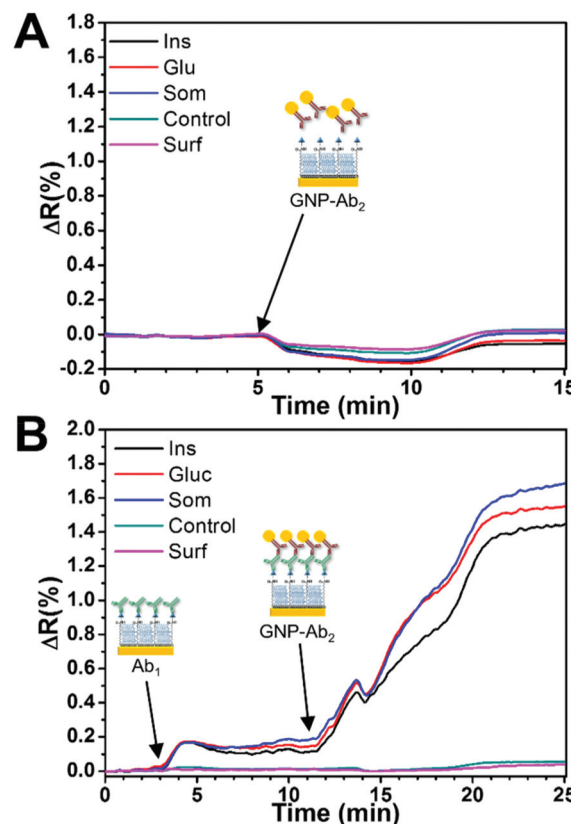 A
Ins
Glu
Som
Control
Surf
GNP-Ab₂
ΔR(%)
1.8
1.6
1.4
1.2
1.0
0.8
0.6
0.4
0.2
0.0
-0.2
0
5
10
15
Time (min)
B
Ins
Gluc
Som
Control
Surf
Ab₁
GNP-Ab₂
ΔR(%)
2.0
1.8
1.6
1.4
1.2
1.0
0.8
0.6
0.4
0.2
0.0
0
5
10
15
20
25
Time (min)